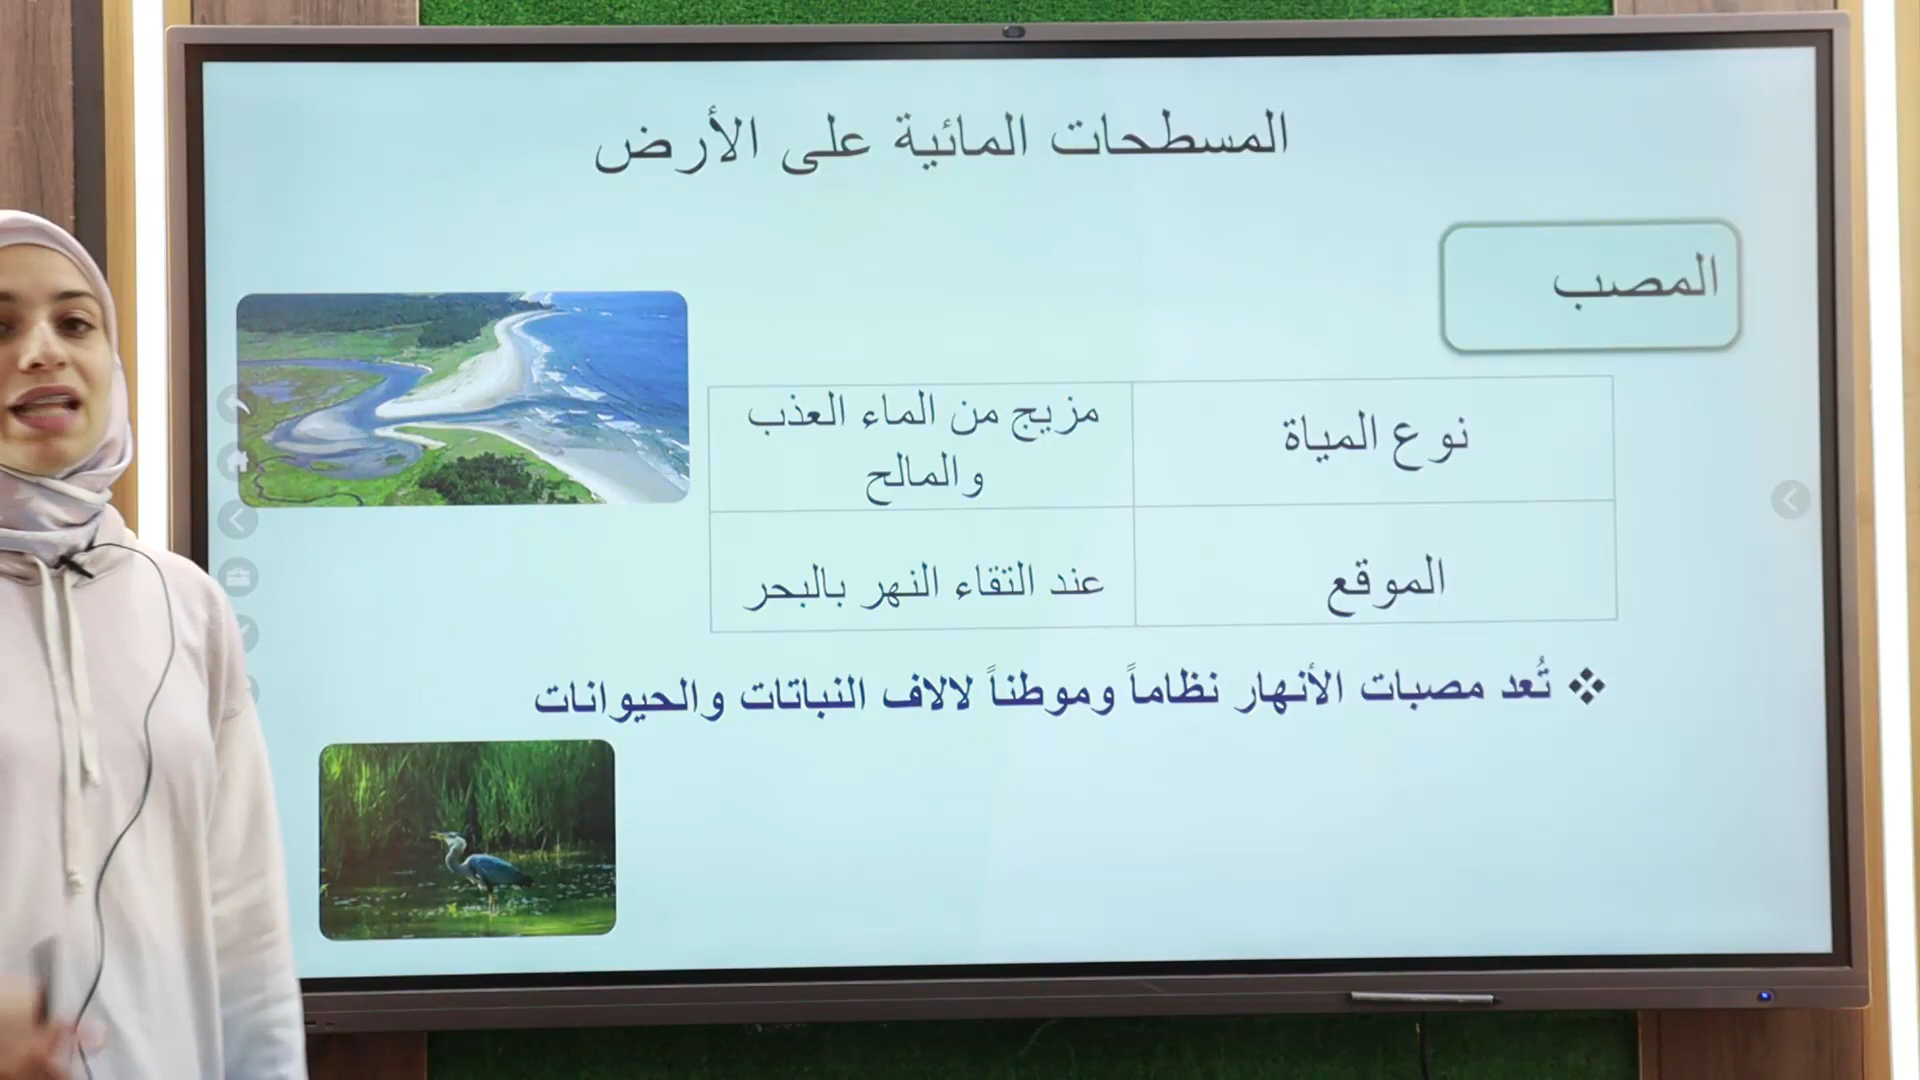 المسطحات المائية على الأرض
المصب
نوع المياة
مزيج من الماء العذب
والمالح
الموقع
عند التقاء النهر بالبحر
❖ تُعد مصبات الأنهار نظاماً وموطناً لالاف النباتات والحيوانات